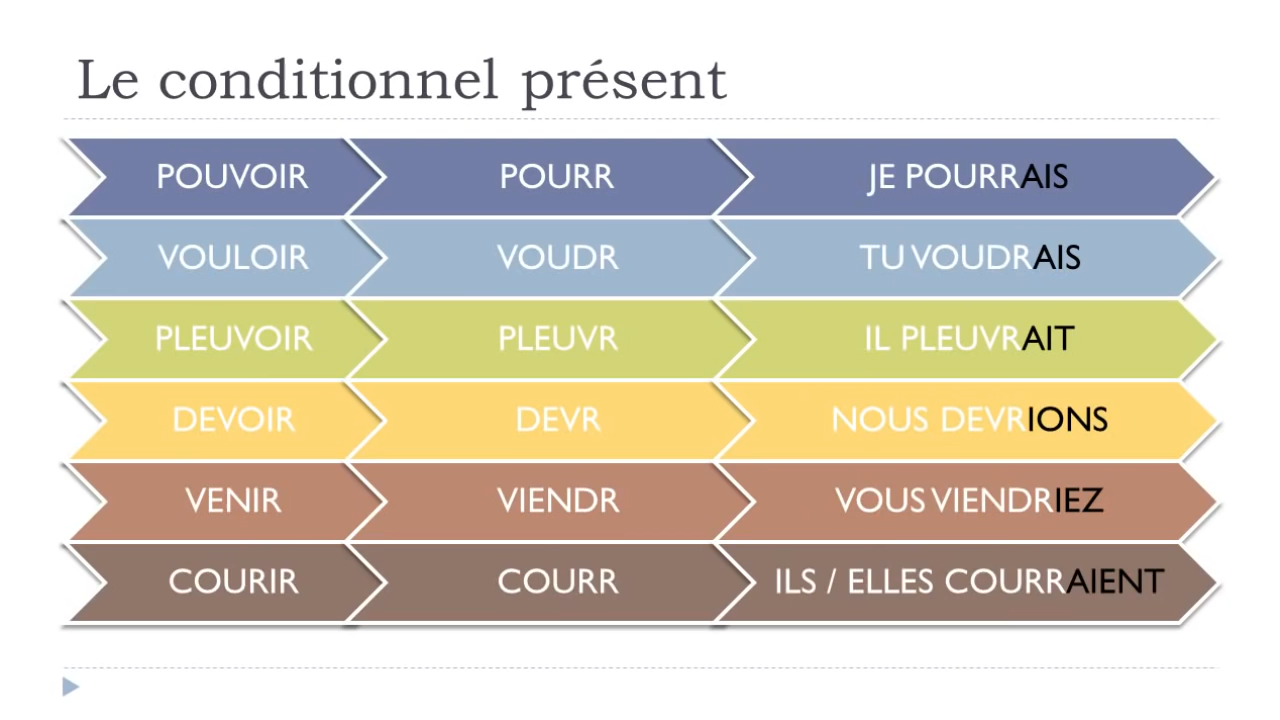 Le conditionnel présent
POUVOIR POURR JE POURRAIS
VOULOIR VOUDR TU VOUDRAIS
PLEUVOIR PLEUVR IL PLEUVRAIT
DEVOIR DEVR NOUS DEVRIONS
VENIR VIENDR VOUS VIENDRIEZ
COURIR COURR ILS / ELLES COURRAIENT